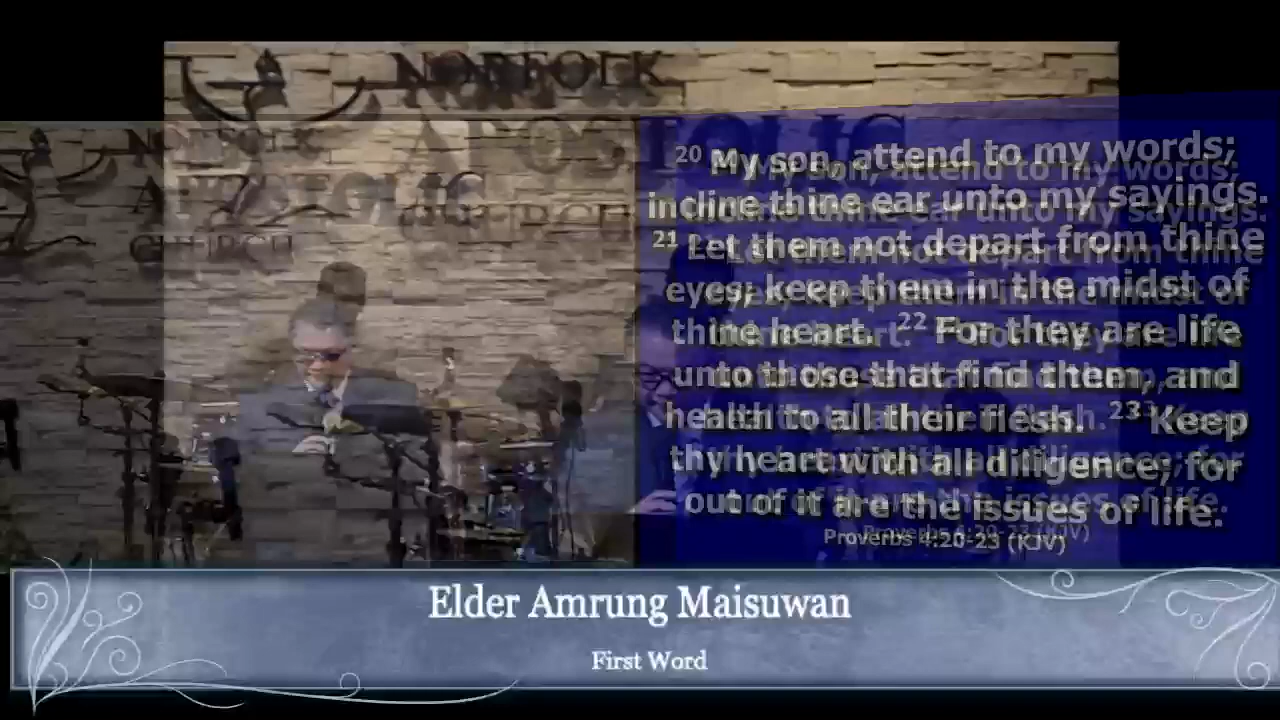 NORFOLK
APOSTOLIC
CHURCH
NORFOLK
APOSTOLIC
CHURCH
20 My son, attend to my words;
incline thine ear unto my sayings.
21 Let them not depart from thine
eyes; keep them in the midst of
thine heart. 22 For they are life
unto those that find them, and
health to all their flesh. 23 Keep
thy heart with all diligence; for
out of it are the issues of life.
Proverbs 4:20-23 (KJV)
Elder Amrung Maisuwan
First Word